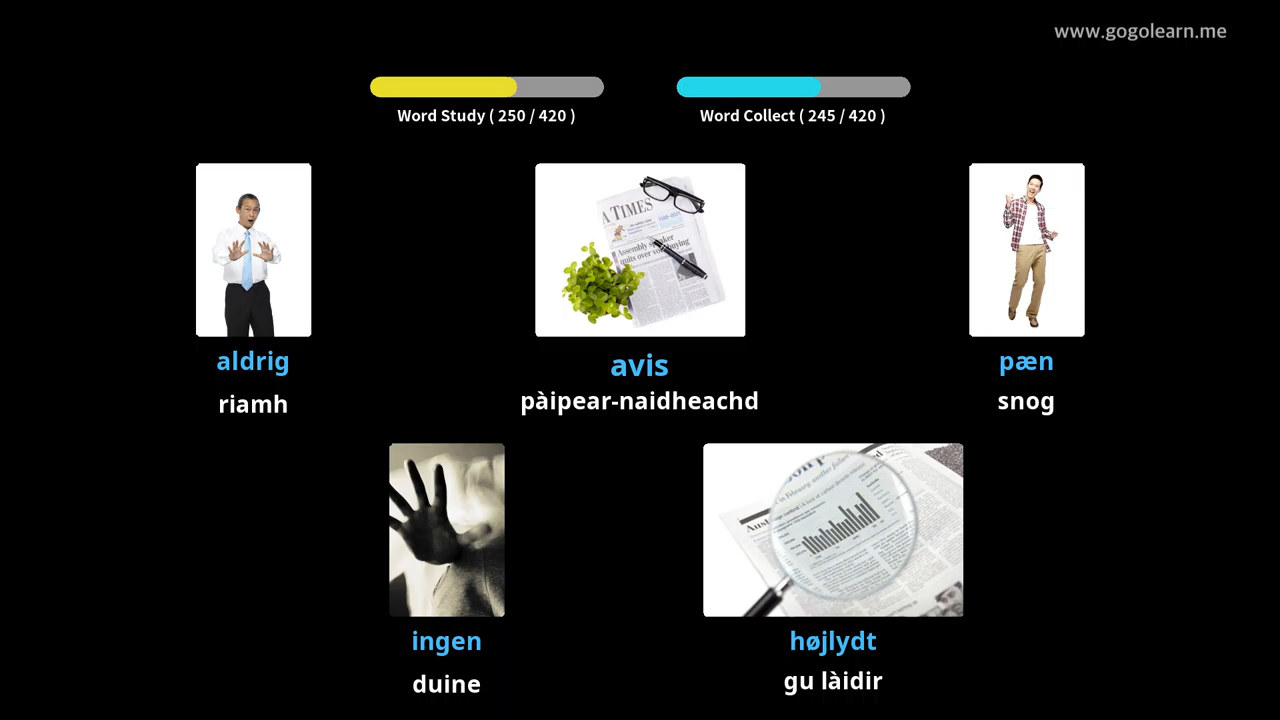 www.gogolearn.me
Word Study ( 250 / 420 )
Word Collect ( 245 / 420 )
A TIMES
aldrig
avis
pæn
riamh
pàipear-naidheachd
snog
ingen
højlydt
duine
gu làidir